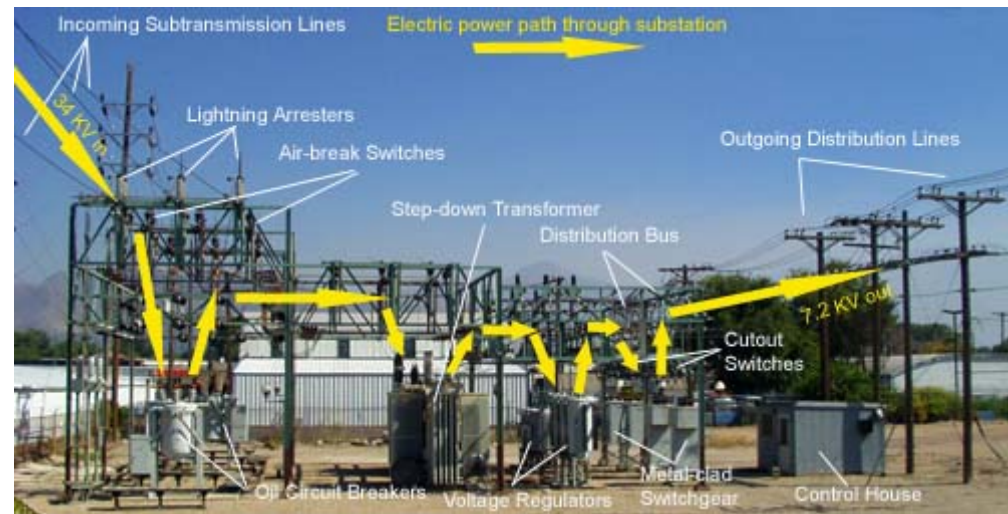 Incoming Subtransmission Lines
Electric power path through substation
34 KV in
Lightning Arresters
Air-break Switches
Outgoing Distribution Lines
Step-down Transformer
Distribution Bus
7.2 KV out
Cutout
Switches
Oil Circuit Breakers
Voltage Regulators
Metal-clad
Switchgear
Control House